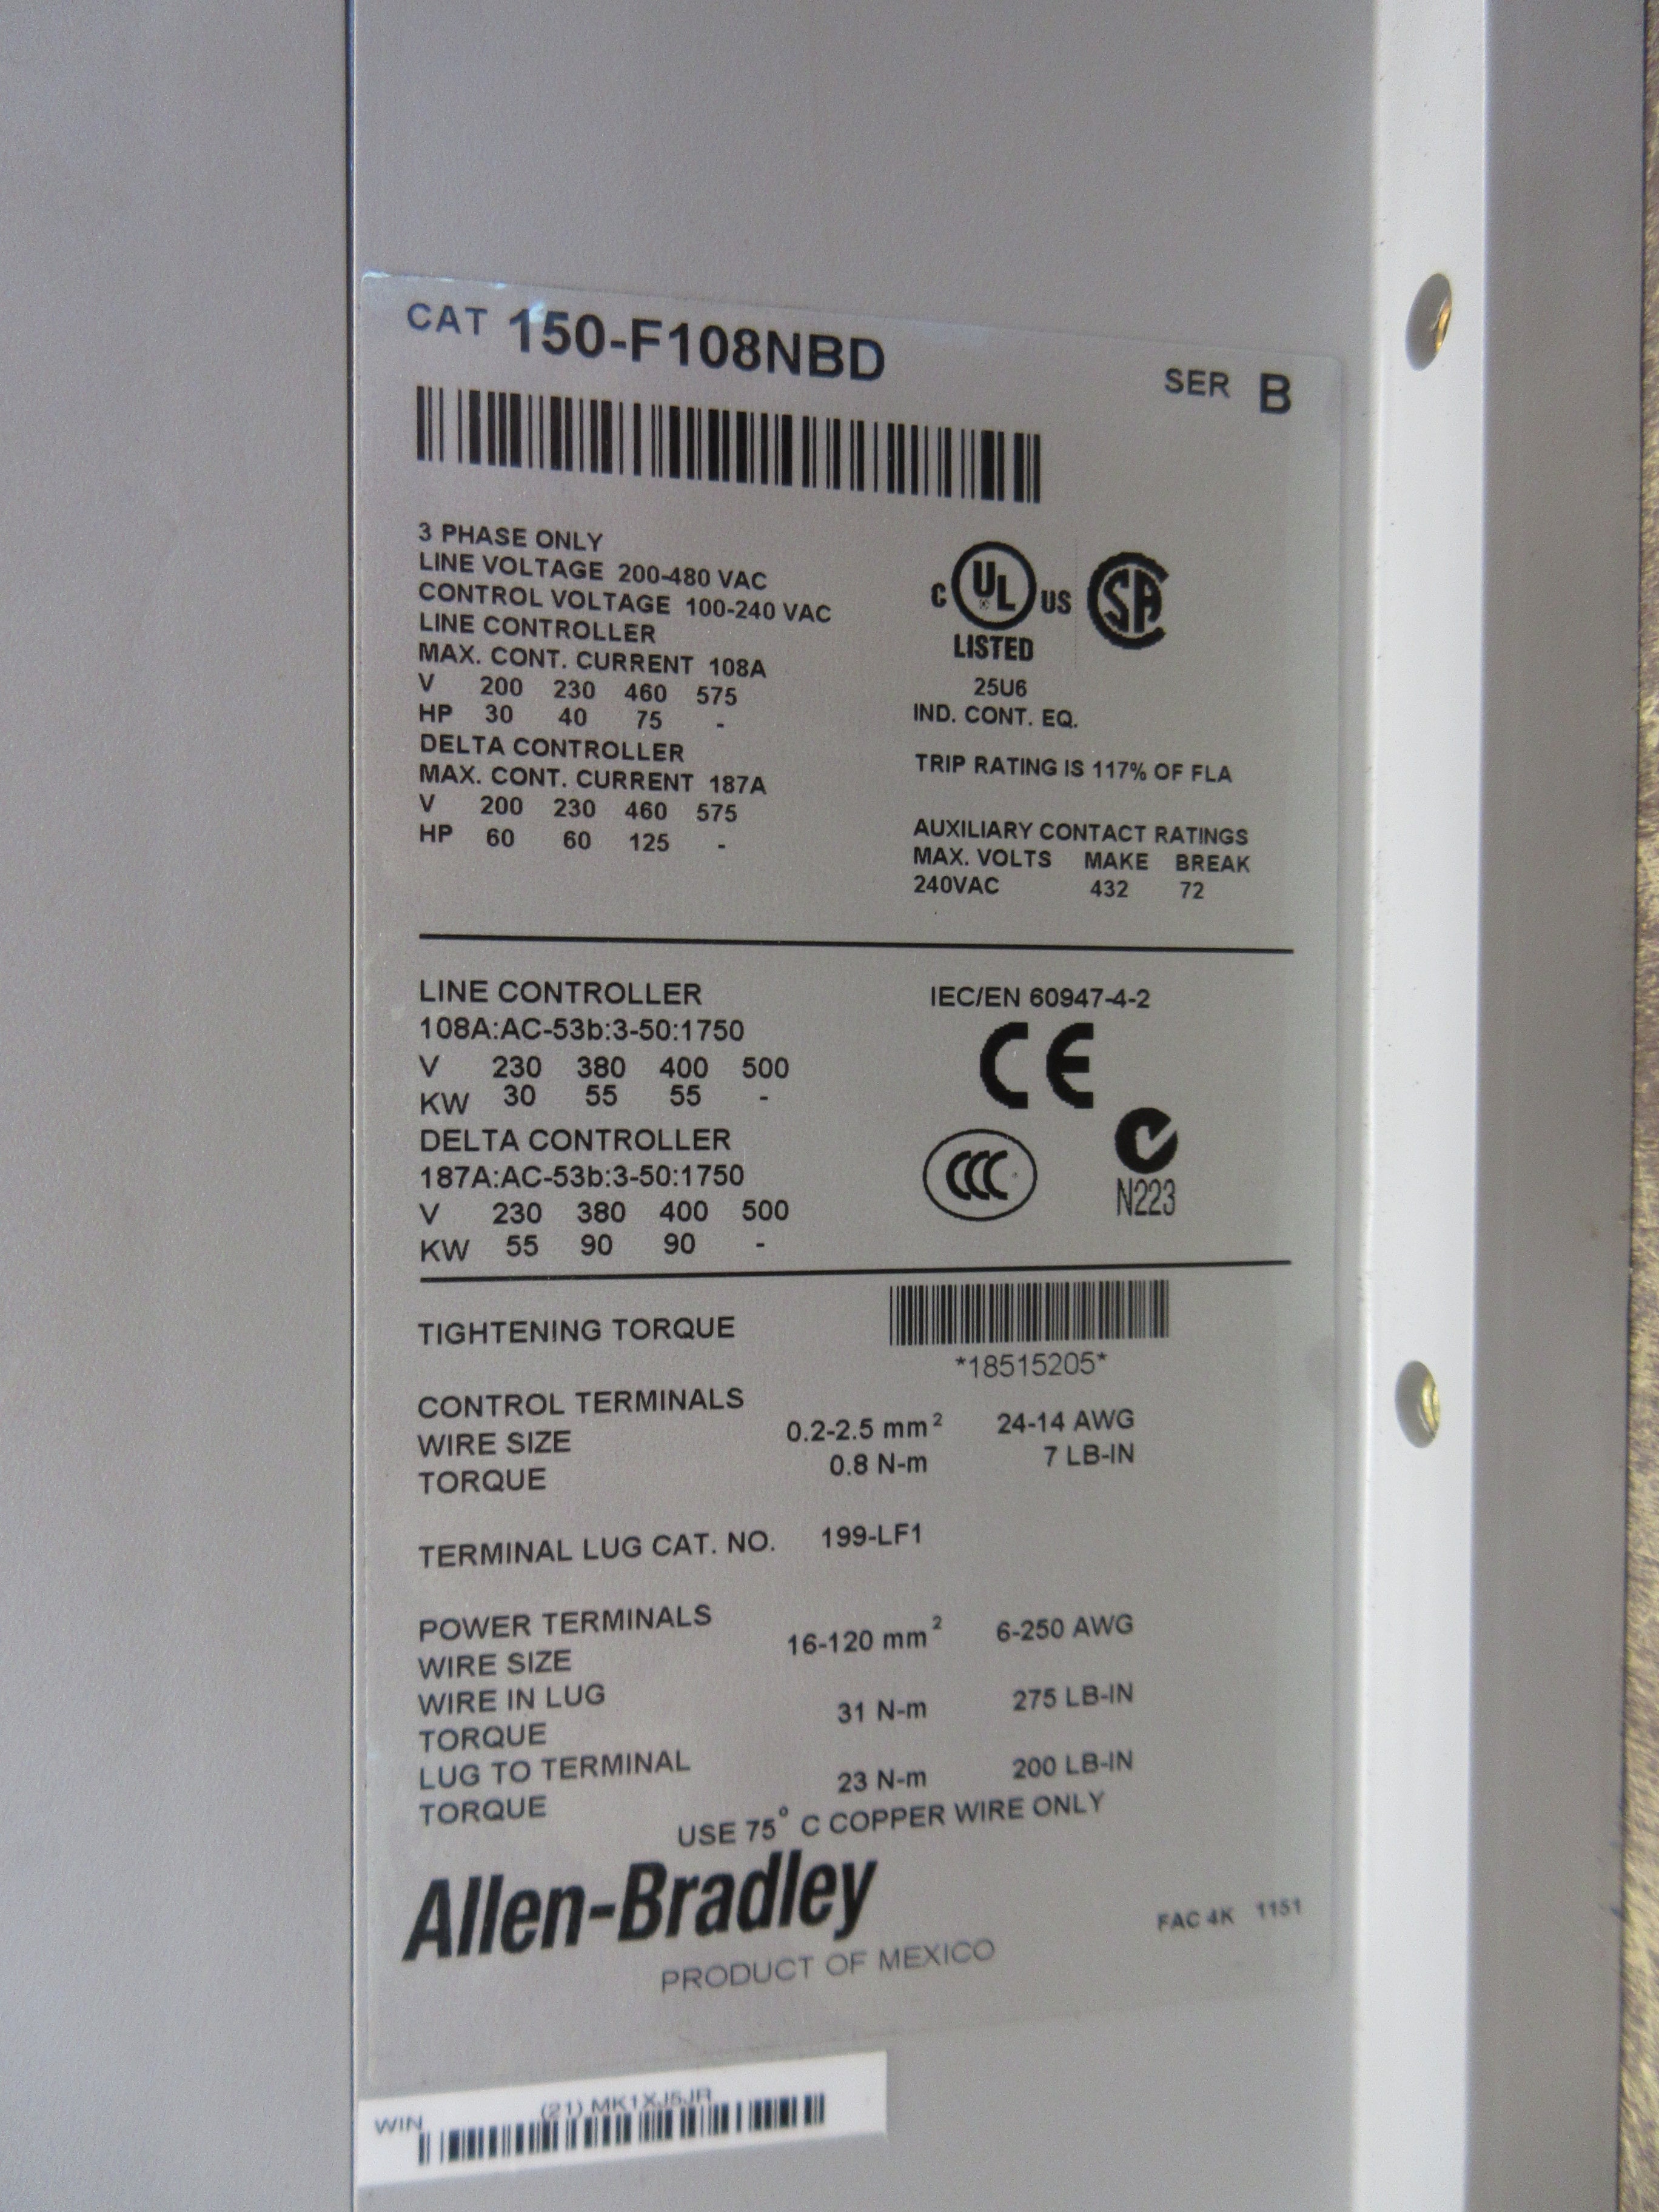 CAT 150-F108NBD
SER B
3 PHASE ONLY
LINE VOLTAGE 200-480 VAC
CONTROL VOLTAGE 100-240 VAC
LINE CONTROLLER
MAX. CONT. CURRENT 108A
V 200 230 460 575
HP 30 40 75 -
DELTA CONTROLLER
MAX. CONT. CURRENT 187A
V 200 230 460 575
HP 60 60 125 -
C UL US SA
LISTED
25U6
IND. CONT. EQ.
TRIP RATING IS 117% OF FLA
AUXILIARY CONTACT RATINGS
MAX. VOLTS MAKE BREAK
240VAC 432 72
LINE CONTROLLER
108A:AC-53b:3-50:1750
V 230 380 400 500
KW 30 55 55 -
DELTA CONTROLLER
187A:AC-53b:3-50:1750
V 230 380 400 500
KW 55 90 90 -
IEC/EN 60947-4-2
CE
CCC
N223
TIGHTENING TORQUE
*18515205*
CONTROL TERMINALS
WIRE SIZE 0.2-2.5 mm² 24-14 AWG
TORQUE 0.8 N-m 7 LB-IN
TERMINAL LUG CAT. NO. 199-LF1
POWER TERMINALS
WIRE SIZE 16-120 mm² 6-250 AWG
WIRE IN LUG
TORQUE 31 N-m 275 LB-IN
LUG TO TERMINAL
TORQUE 23 N-m 200 LB-IN
USE 75° C COPPER WIRE ONLY
Allen-Bradley
PRODUCT OF MEXICO
FAC 4K 1151
WIN (21) MK1XJ5JR